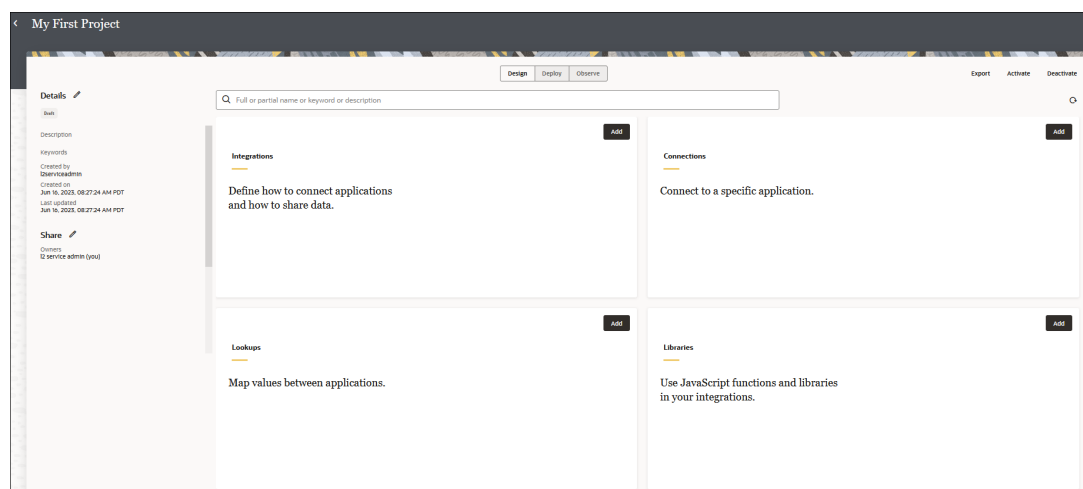 My First Project
Design Deploy Observe
Export Activate Deactivate
Details
Draft
Description
Keywords
Created by
l2serviceadmin
Created on
Jun 16, 2023, 08:27:24 AM PDT
Last updated
Jun 16, 2023, 08:27:24 AM PDT
Share
Owners
l2 service admin (you)
Full or partial name or keyword or description
Add
Integrations
Define how to connect applications
and how to share data.
Add
Connections
Connect to a specific application.
Add
Lookups
Map values between applications.
Add
Libraries
Use JavaScript functions and libraries
in your integrations.